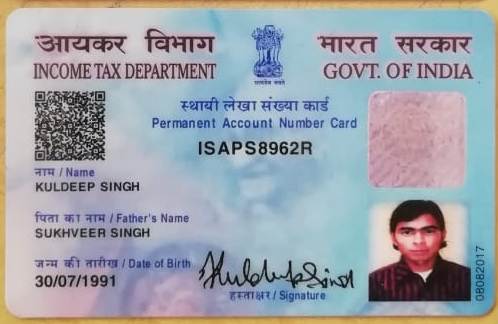 आयकर विभाग
INCOME TAX DEPARTMENT
सत्यमेव जयते
भारत सरकार
GOVT. OF INDIA
स्थायी लेखा संख्या कार्ड
Permanent Account Number Card
ISAPS8962R
नाम / Name
KULDEEP SINGH
पिता का नाम / Father's Name
SUKHVEER SINGH
जन्म की तारीख / Date of Birth
30/07/1991
Kuldeep Singh
हस्ताक्षर / Signature
08082017